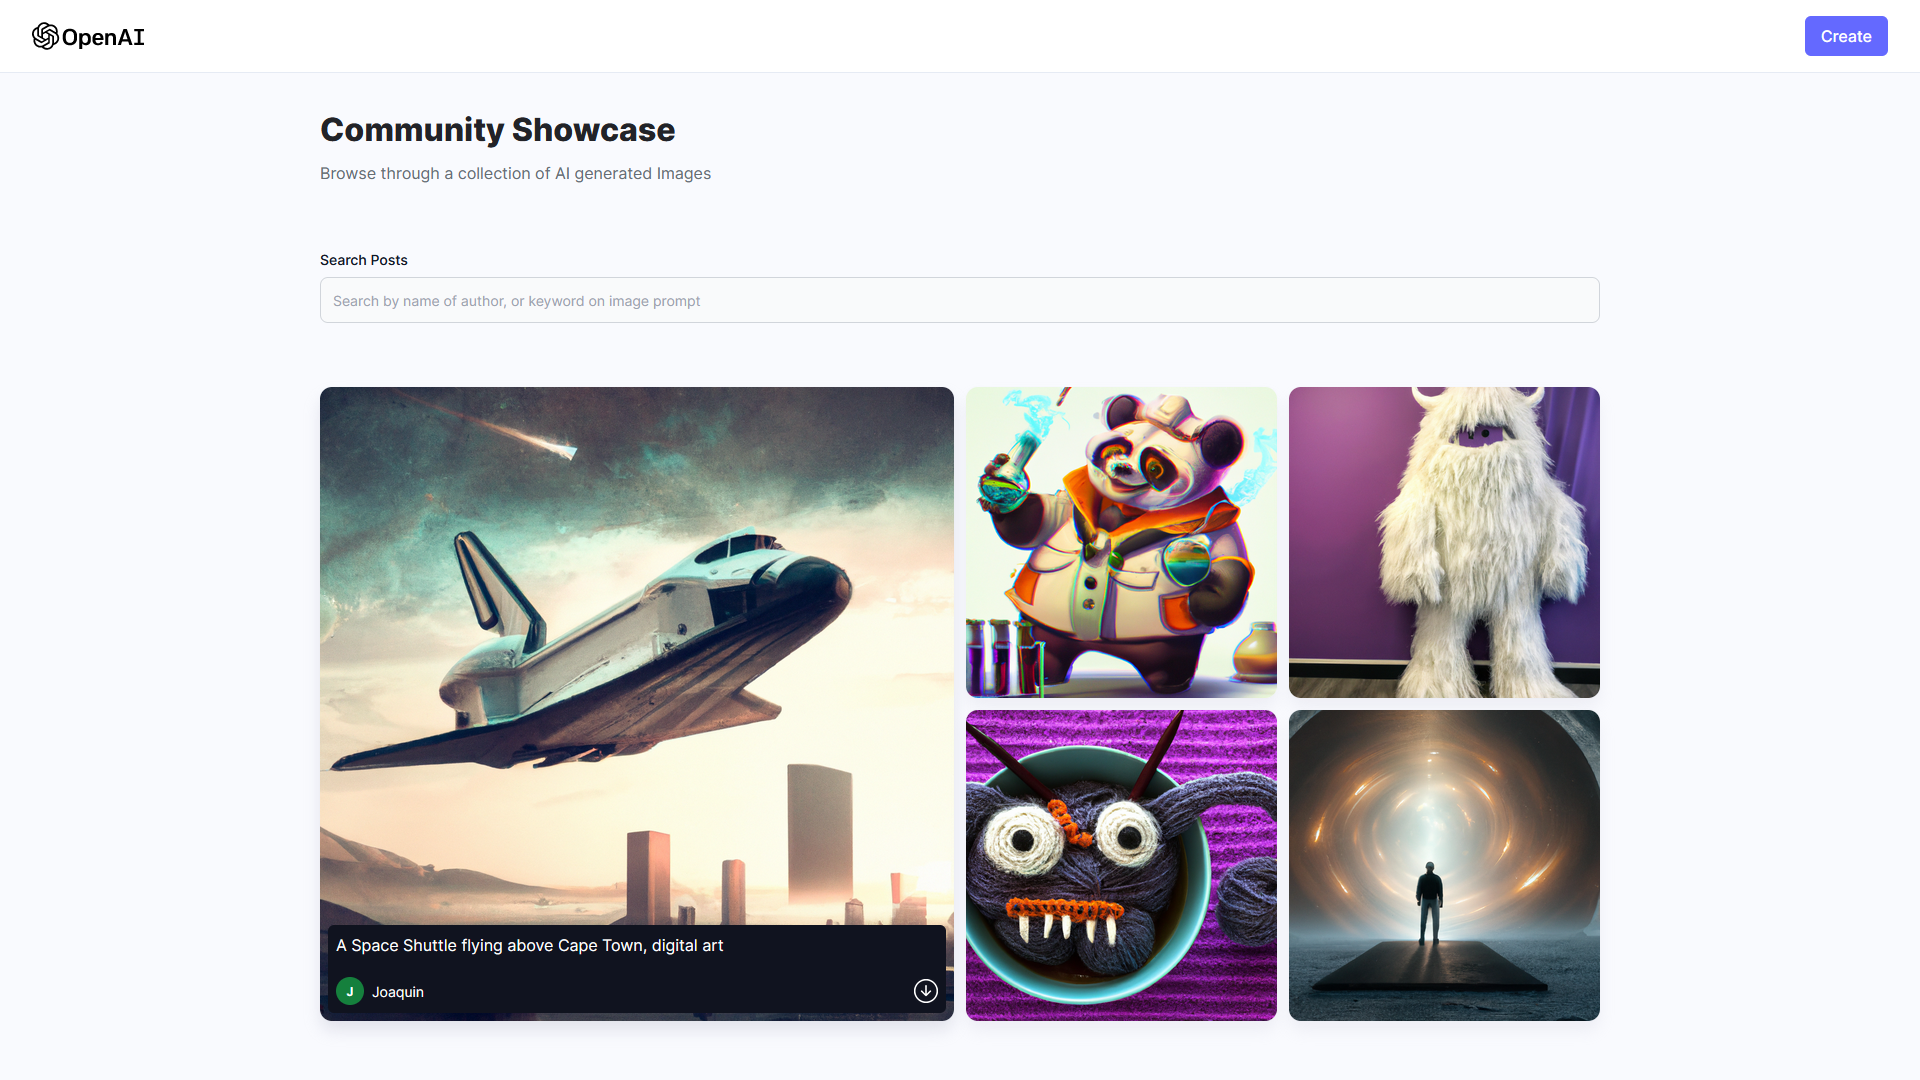 OpenAI
Create
Community Showcase
Browse through a collection of AI generated Images
Search Posts
Search by name of author, or keyword on image prompt
A Space Shuttle flying above Cape Town, digital art
J
Joaquin